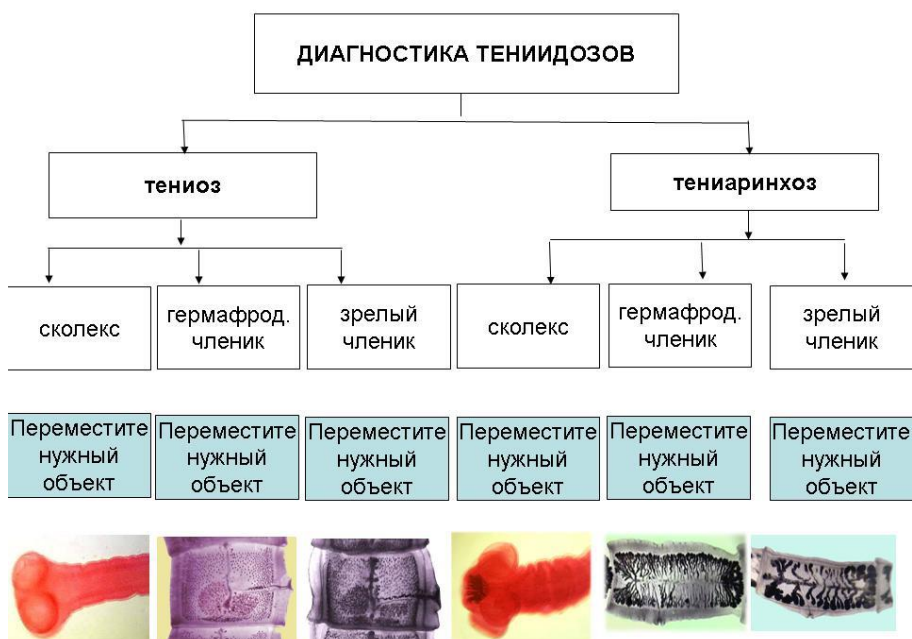 ДИАГНОСТИКА ТЕНИИДОЗОВ
тениоз
тениаринхоз
сколекс
гермафрод.
членик
зрелый
членик
сколекс
гермафрод.
членик
зрелый
членик
Переместите
нужный
объект
Переместите
нужный
объект
Переместите
нужный
объект
Переместите
нужный
объект
Переместите
нужный
объект
Переместите
нужный
объект